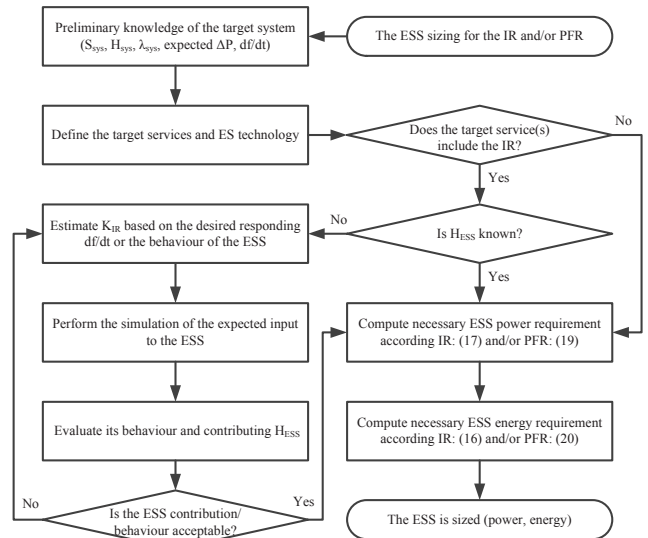 Preliminary knowledge of the target system
(Ssys, Hsys, λsys, expected ΔP, df/dt)
The ESS sizing for the IR and/or PFR
Define the target services and ES technology
Does the target service(s)
include the IR?
No
Yes
Estimate KIR based on the desired responding
df/dt or the behaviour of the ESS
No
Is HESS known?
Yes
Perform the simulation of the expected input
to the ESS
Compute necessary ESS power requirement
according IR: (17) and/or PFR: (19)
Evaluate its behaviour and contributing HESS
Compute necessary ESS energy requirement
according IR: (16) and/or PFR: (20)
No
Is the ESS contribution/
behaviour acceptable?
Yes
The ESS is sized (power, energy)